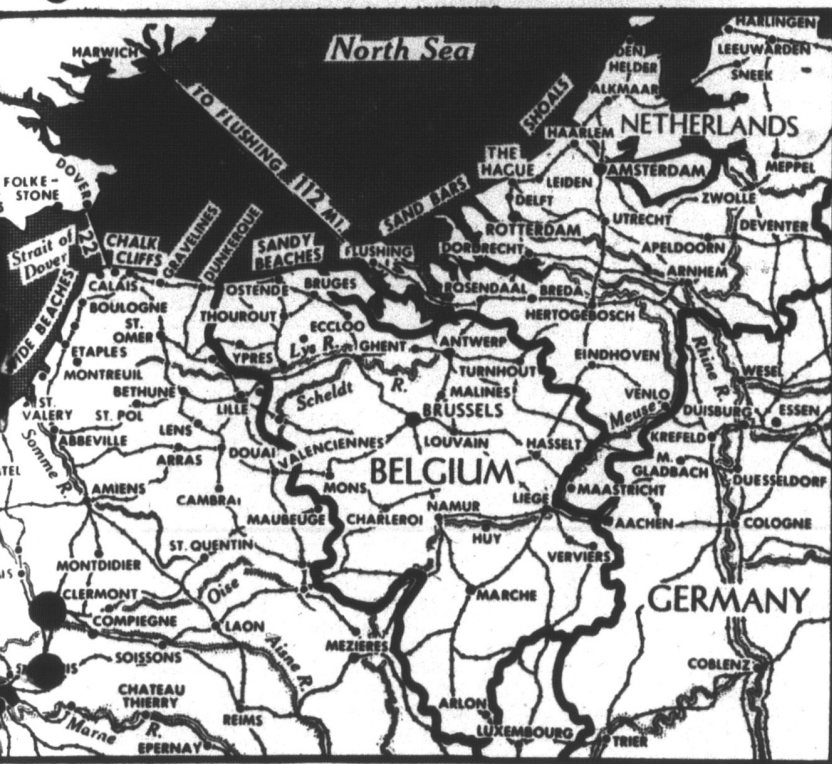 North Sea
HARWICH
HARLINGEN
LEEUWARDEN
SNEEK
DEN
HELDER
ALKMAAR
SHOALS
NETHERLANDS
HAARLEM
AMSTERDAM
MEPPEL
TO FLUSHING 112 MI.
THE
HAGUE
LEIDEN
ZWOLLE
DELFT
UTRECHT
DEVENTER
SAND BARS
ROTTERDAM
APELDOORN
DORDRECHT
ARNHEM
DOVER
FOLKE-
STONE
22
Strait of
Dover
CHALK
CLIFFS
GRAVELINES
DUNKERQUE
SANDY
BEACHES
FLUSHING
CALAIS
OSTENDE
BRUGES
ROSENDAAL
BREDA
HERTOGEBOSCH
WIDE BEACHES
BOULOGNE
THOUROUT
ST.
OMER
ECCLOO
YPRES
Lys R.
GHENT
ANTWERP
EINDHOVEN
Rhine R.
ETAPLES
MONTREUIL
TURNHOUT
WESEL
BETHUNE
Scheldt
R.
MALINES
VENLO
ST.
VALERY
ST. POL
LILLE
BRUSSELS
Meuse
DUISBURG
ESSEN
LENS
ABBEVILLE
VALENCIENNES
LOUVAIN
HASSELT
KREFELD
Somme R.
ARRAS
DOUAI
M.
GLADBACH
BELGIUM
MONS
MAASTRICHT
DUESSELDORF
AMIENS
CAMBRAI
NAMUR
LIEGE
MAUBEUGE
CHARLEROI
AACHEN
COLOGNE
HUY
ST. QUENTIN
VERVIERS
MONTDIDIER
CLERMONT
Oise
MARCHE
GERMANY
COMPIEGNE
LAON
Aisne R.
MEZIERES
SOISSONS
COBLENZ
CHATEAU
THIERRY
ARLON
Marne
R.
REIMS
LUXEMBOURG
EPERNAY
TRIER